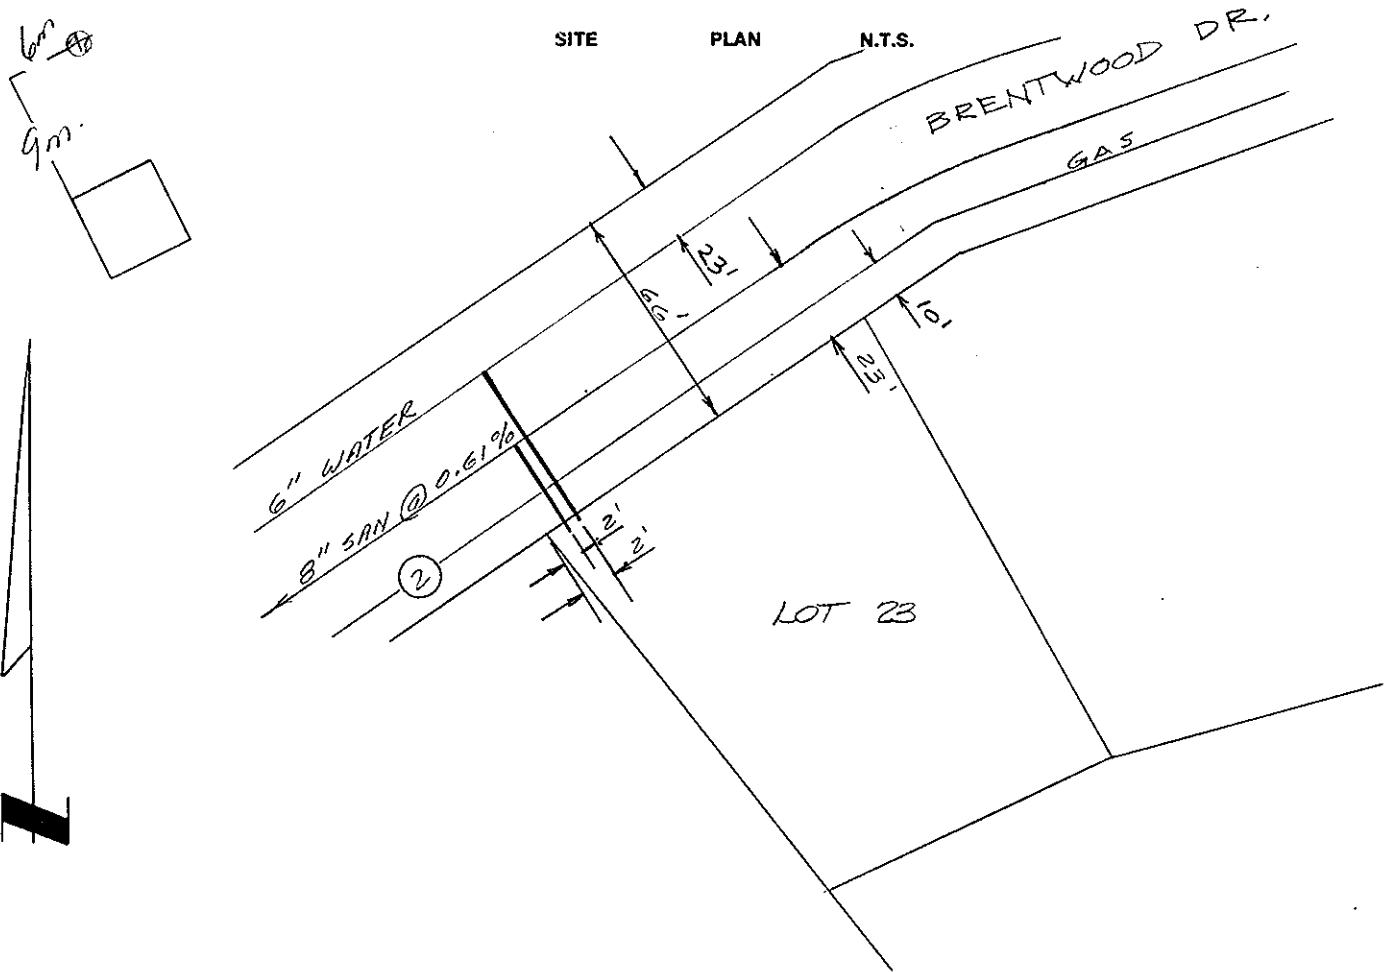 SITE PLAN N.T.S.
6m
9m.
BRENTWOOD DR.
GAS
23'
66'
10'
23'
6" WATER
8" SAN @ 0.61%
2
2'
2'
LOT 23